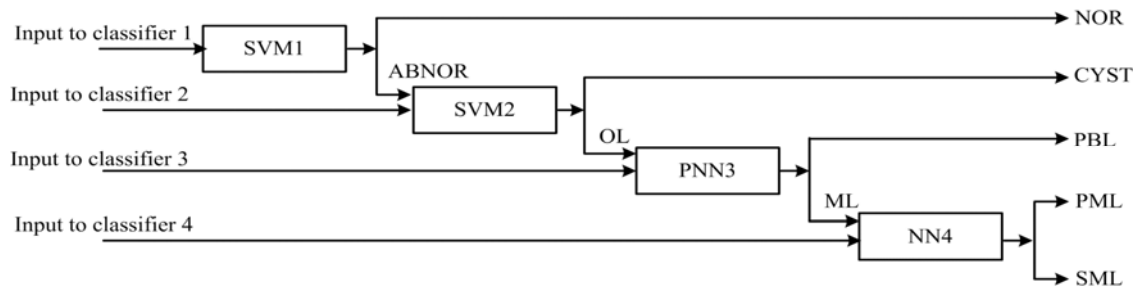 NOR
Input to classifier 1
SVM1
ABNOR
CYST
Input to classifier 2
SVM2
OL
PBL
Input to classifier 3
PNN3
ML
PML
Input to classifier 4
NN4
SML